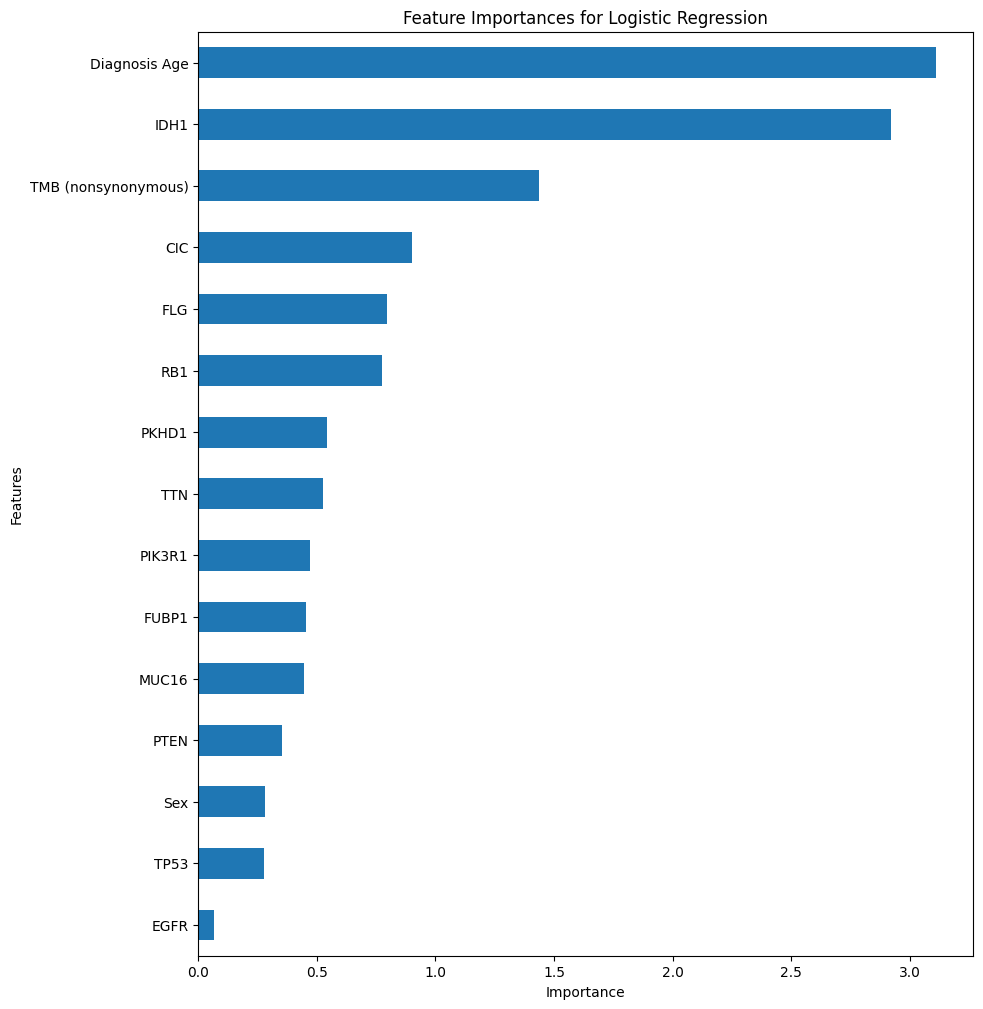 Feature Importances for Logistic Regression
Diagnosis Age
IDH1
TMB (nonsynonymous)
CIC
FLG
RB1
PKHD1
TTN
PIK3R1
FUBP1
MUC16
PTEN
Sex
TP53
EGFR
Features
0.0 0.5 1.0 1.5 2.0 2.5 3.0
Importance